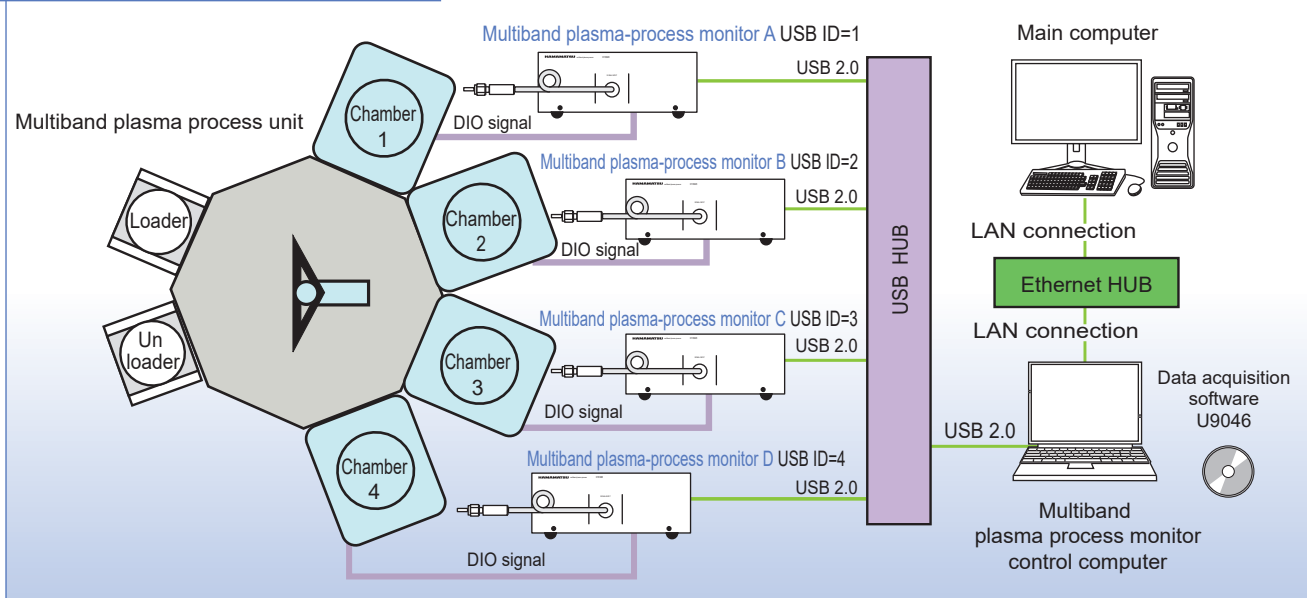 Multiband plasma-process monitor A USB ID=1
USB 2.0
Main computer
Chamber
1
HAMAMATSU
DIO signal
Multiband plasma process unit
Multiband plasma-process monitor B USB ID=2
USB 2.0
Loader
Chamber
2
HAMAMATSU
DIO signal
LAN connection
USB HUB
Ethernet HUB
Multiband plasma-process monitor C USB ID=3
USB 2.0
LAN connection
Un
loader
Chamber
3
HAMAMATSU
DIO signal
Data acquisition
software
U9046
USB 2.0
Multiband plasma-process monitor D USB ID=4
USB 2.0
Chamber
4
HAMAMATSU
DIO signal
Multiband
plasma process monitor
control computer